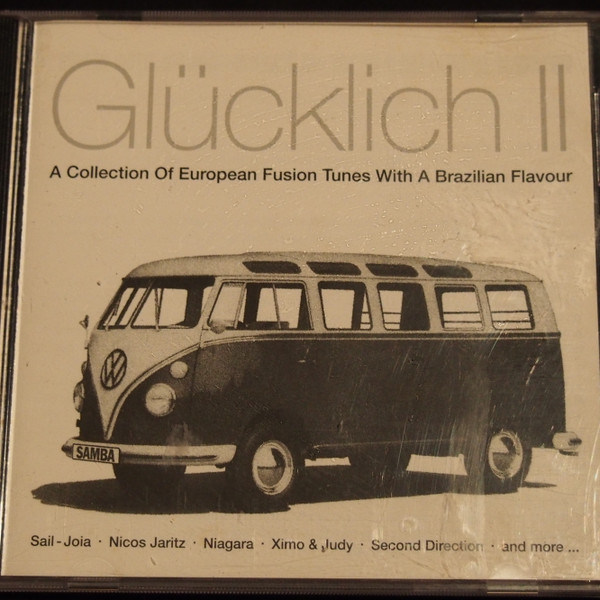 Glücklich II
A Collection Of European Fusion Tunes With A Brazilian Flavour
VW
SAMBA
Sail-Joia · Nicos Jaritz · Niagara · Ximo & Judy · Second Direction · and more ...